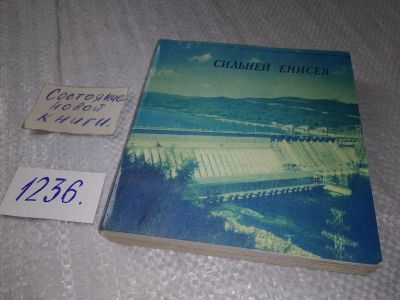 СИЛЬНЕЙ ЕНИСЕЯ
Состояние
новой
книги.
1236.